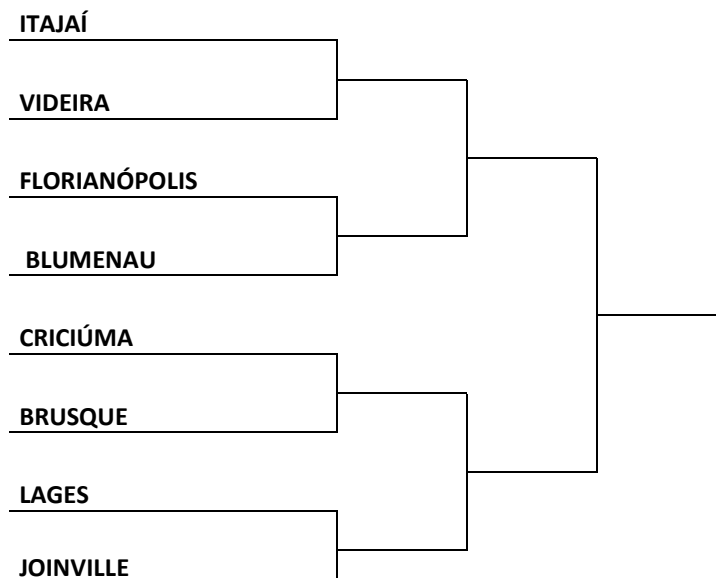 ITAJAÍ
VIDEIRA
FLORIANÓPOLIS
BLUMENAU
CRICIÚMA
BRUSQUE
LAGES
JOINVILLE